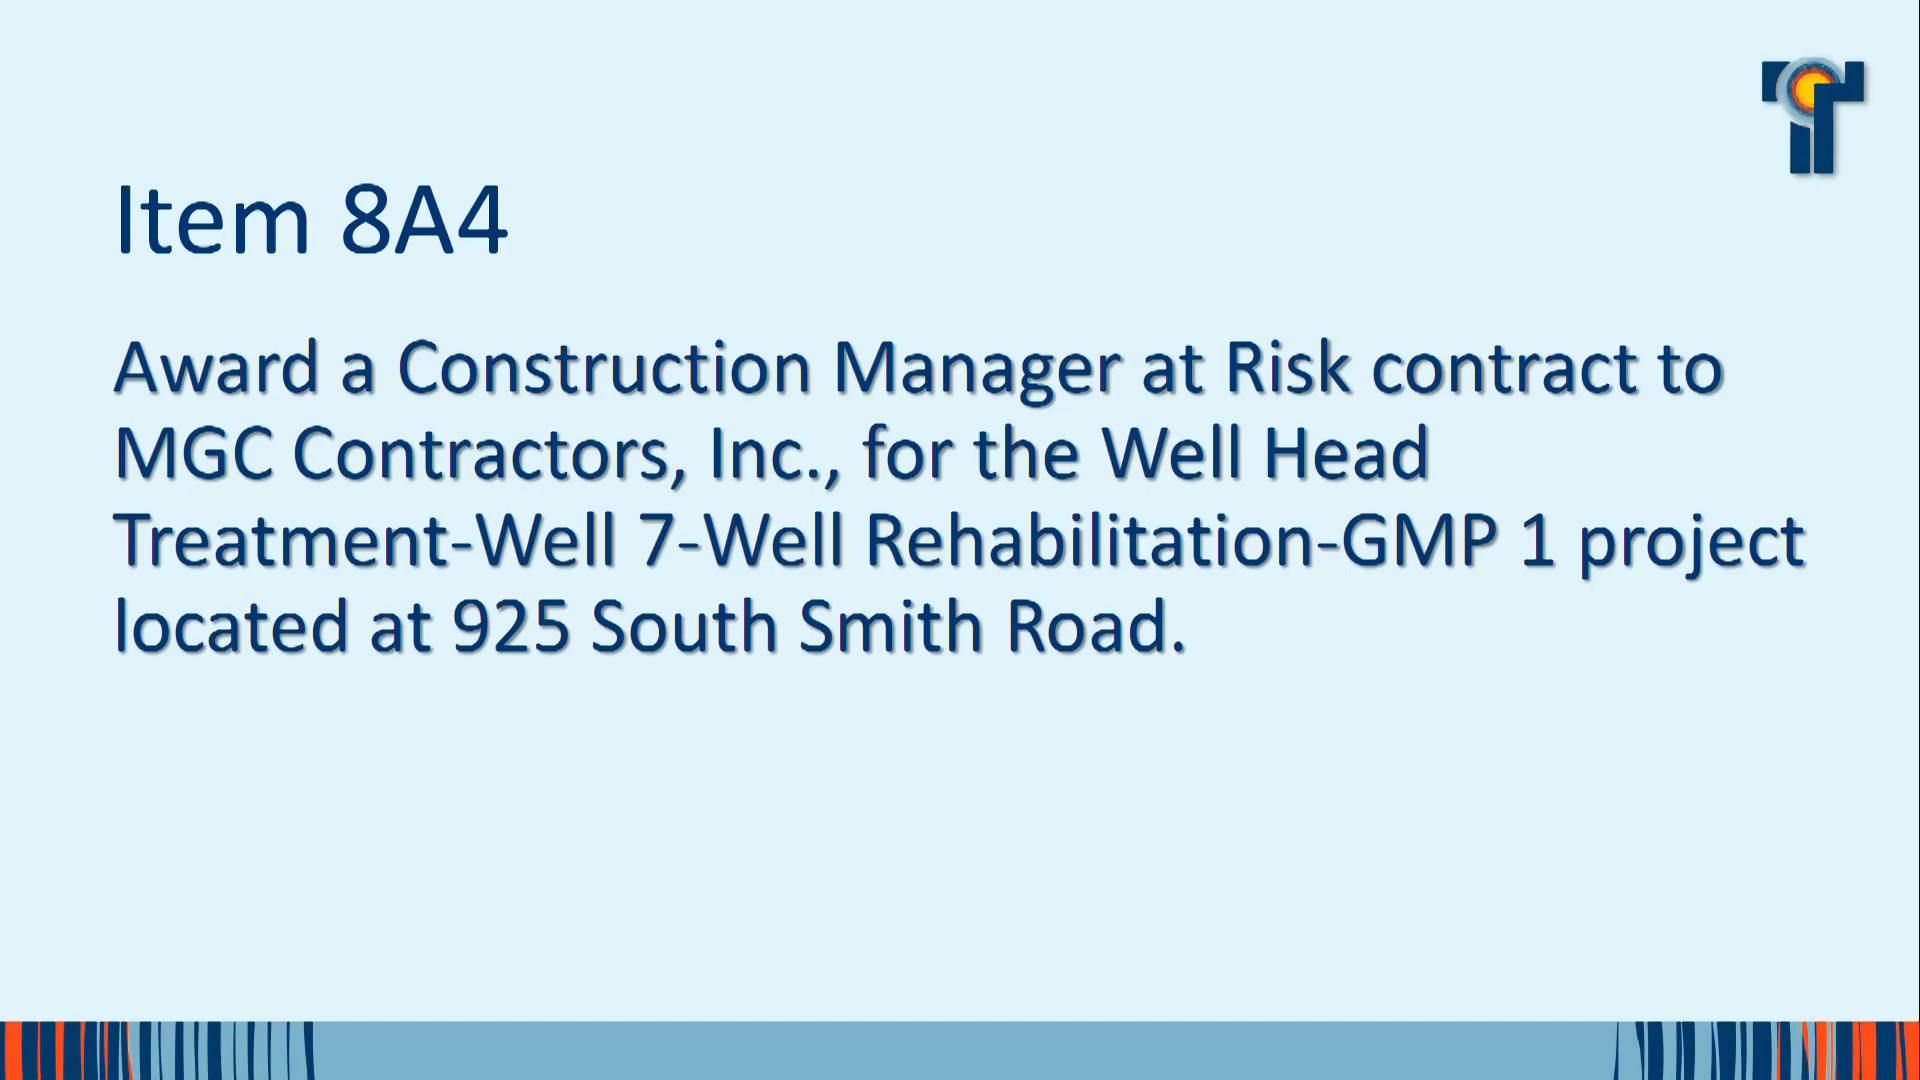 Item 8A4
Award a Construction Manager at Risk contract to
MGC Contractors, Inc., for the Well Head
Treatment-Well 7-Well Rehabilitation-GMP 1 project
located at 925 South Smith Road.